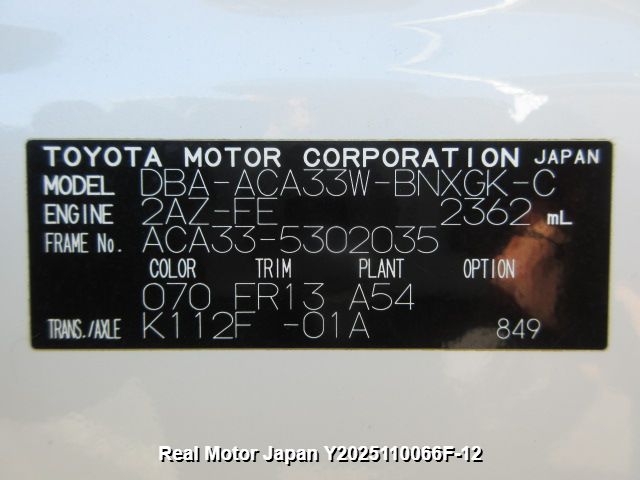 TOYOTA MOTOR CORPORATION JAPAN
MODEL DBA-ACA33W-BNXGK-C
ENGINE 2AZ-FE 2362 mL
FRAME No. ACA33-5302035
COLOR TRIM PLANT OPTION
070 FR13 A54
TRANS./AXLE K112F -01A 849
Real Motor Japan Y2025110066F-12